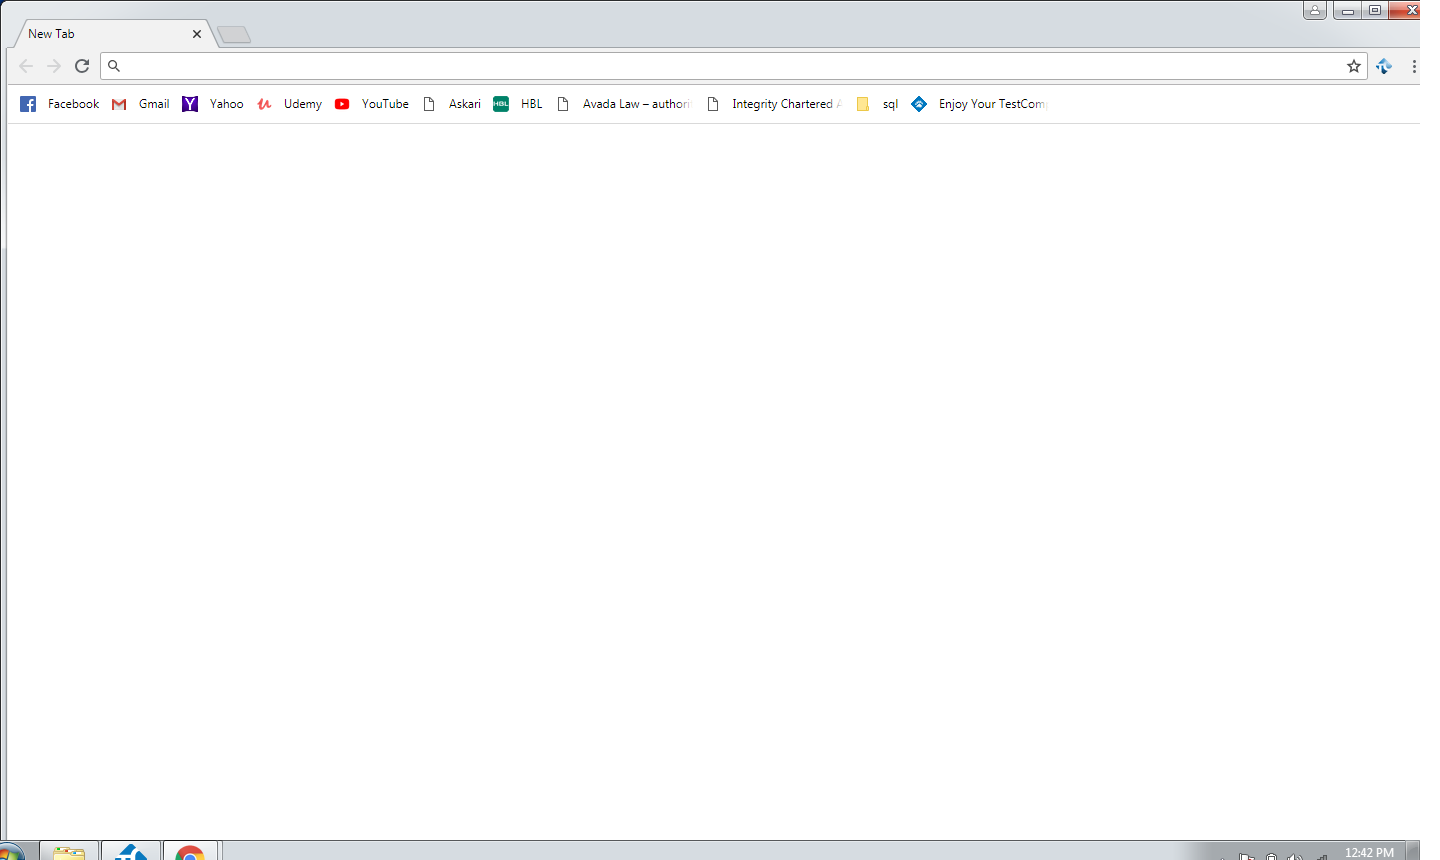 New Tab
Facebook Gmail Yahoo Udemy YouTube Askari HBL HBL Avada Law – authori Integrity Chartered sql Enjoy Your TestCom
12:42 PM